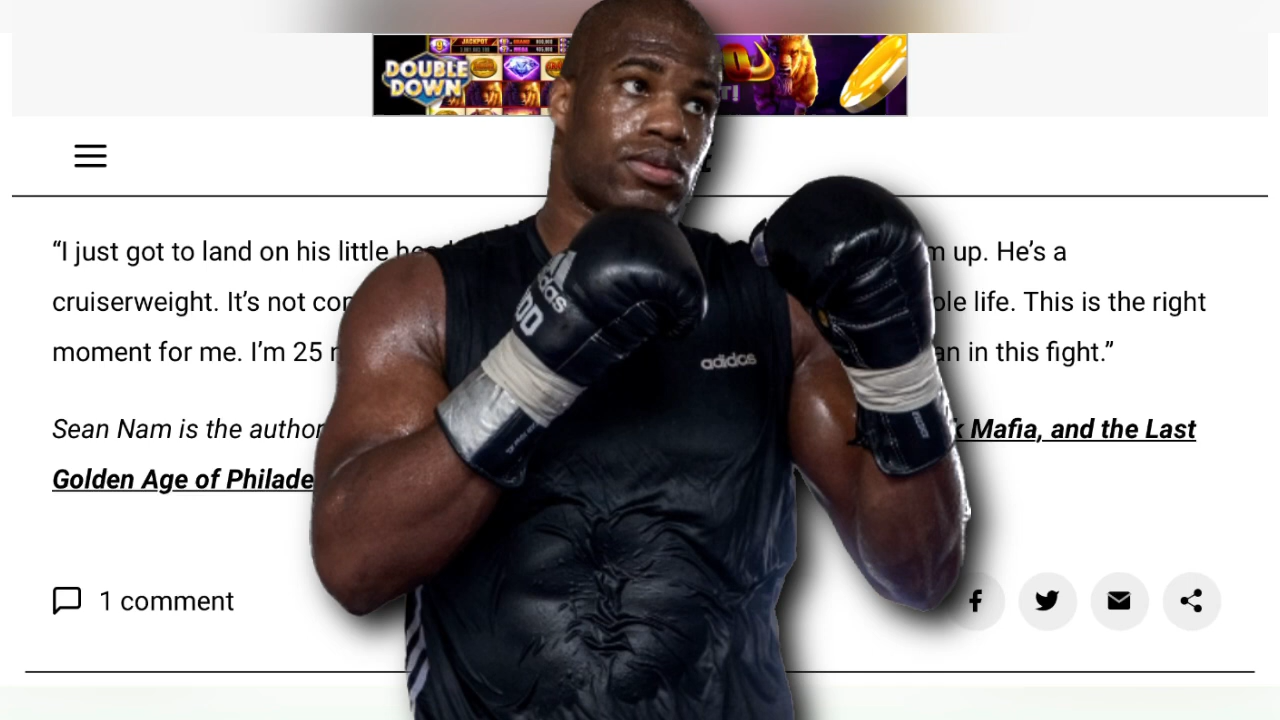 JACKPOT
DOUBLE
DOWN
T!
“I just got to land on his little m up. He’s a
cruiserweight. It’s not ole life. This is the right
moment for me. I’m 25 an in this fight.”
Sean Nam is the author k Mafia, and the Last
Golden Age of Philade
adidas
adidas
1 comment